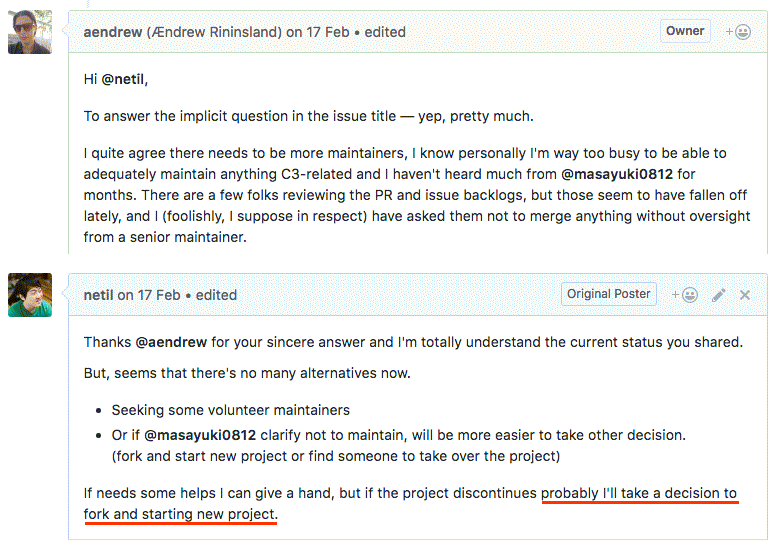 aendrew (Ændrew Rininsland) on 17 Feb • edited
Owner
Hi @netil,
To answer the implicit question in the issue title — yep, pretty much.
I quite agree there needs to be more maintainers, I know personally I'm way too busy to be able to
adequately maintain anything C3-related and I haven't heard much from @masayuki0812 for
months. There are a few folks reviewing the PR and issue backlogs, but those seem to have fallen off
lately, and I (foolishly, I suppose in respect) have asked them not to merge anything without oversight
from a senior maintainer.
netil on 17 Feb • edited
Original Poster
Thanks @aendrew for your sincere answer and I'm totally understand the current status you shared.
But, seems that there's no many alternatives now.
• Seeking some volunteer maintainers
• Or if @masayuki0812 clarify not to maintain, will be more easier to take other decision.
(fork and start new project or find someone to take over the project)
If needs some helps I can give a hand, but if the project discontinues probably I'll take a decision to
fork and starting new project.